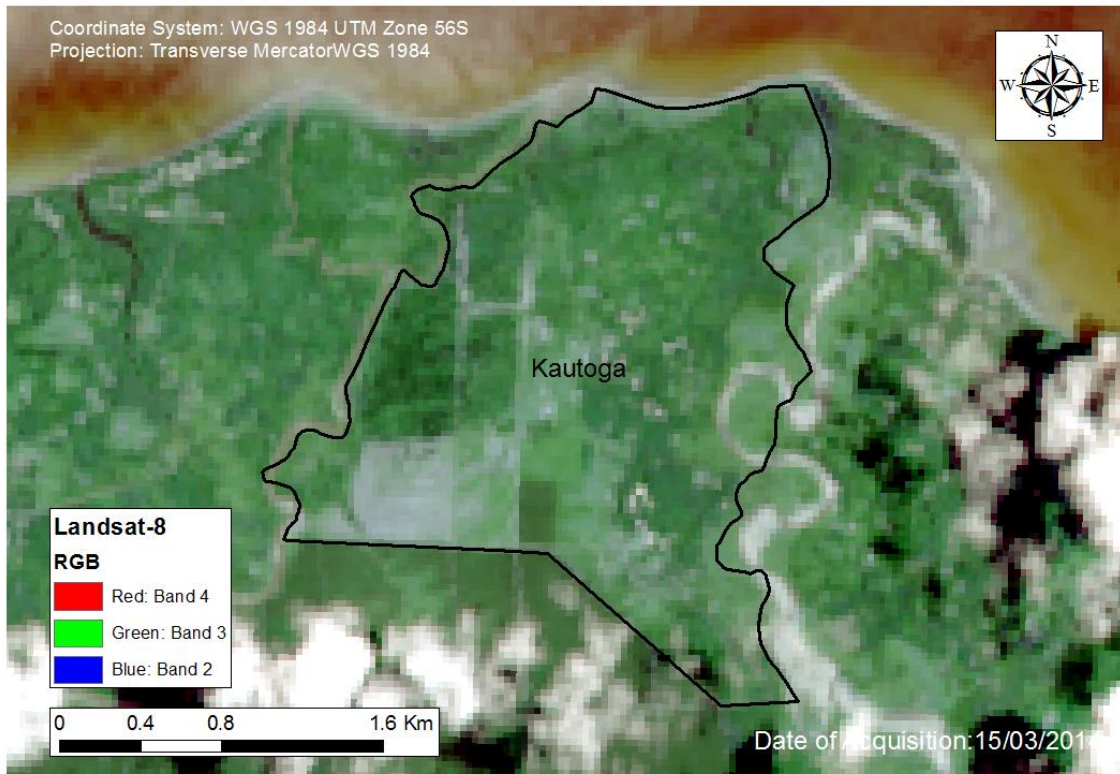 Coordinate System: WGS 1984 UTM Zone 56S
Projection: Transverse MercatorWGS 1984
N
W E
S
Kautoga
Landsat-8
RGB
Red: Band 4
Green: Band 3
Blue: Band 2
0 0.4 0.8 1.6 Km
Date of Acquisition:15/03/2014